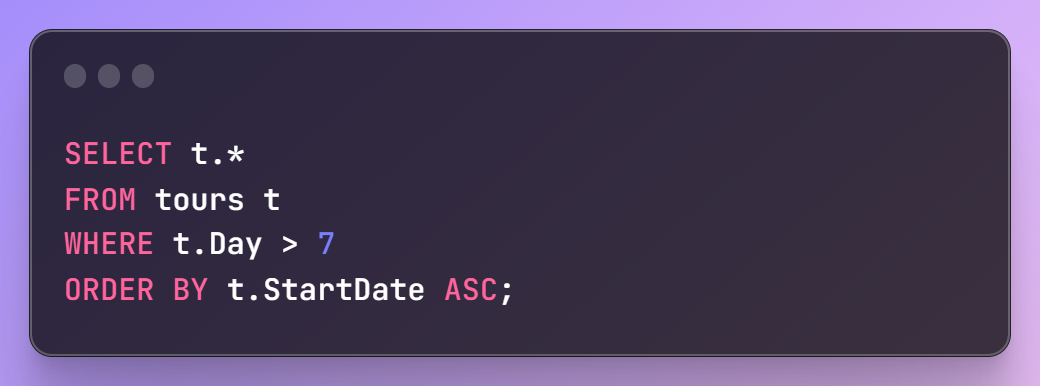 SELECT t.*
FROM tours t
WHERE t.Day > 7
ORDER BY t.StartDate ASC;